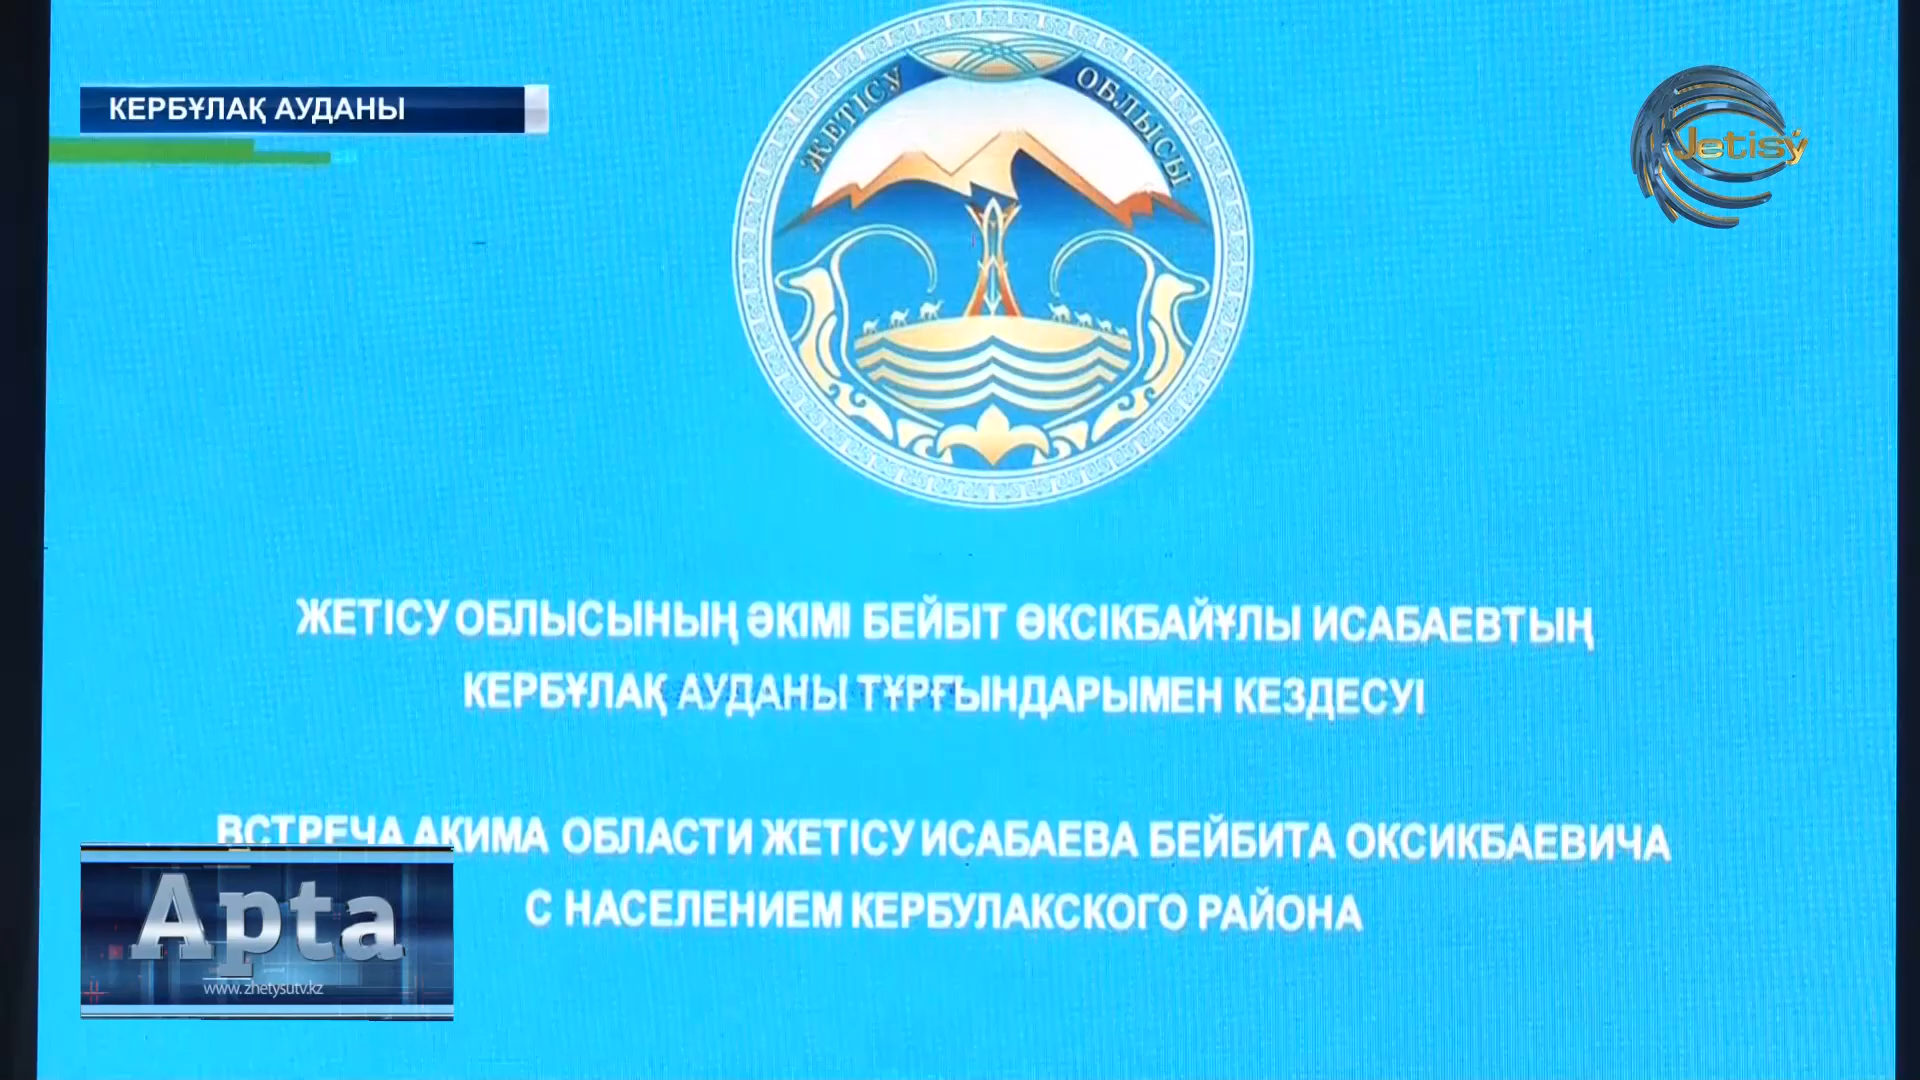 КЕРБҰЛАҚ АУДАНЫ
ЖЕТІСУ ОБЛЫСЫ
Jetisý
ЖЕТІСУ ОБЛЫСЫНЫҢ ӘКІМІ БЕЙБІТ ӨКСІКБАЙҰЛЫ ИСАБАЕВТЫҢ
КЕРБҰЛАҚ АУДАНЫ ТҰРҒЫНДАРЫМЕН КЕЗДЕСУІ
ВСТРЕЧА АКИМА ОБЛАСТИ ЖЕТІСУ ИСАБАЕВА БЕЙБИТА ОКСИКБАЕВИЧА
С НАСЕЛЕНИЕМ КЕРБУЛАКСКОГО РАЙОНА
Apta
www.zhetysutv.kz